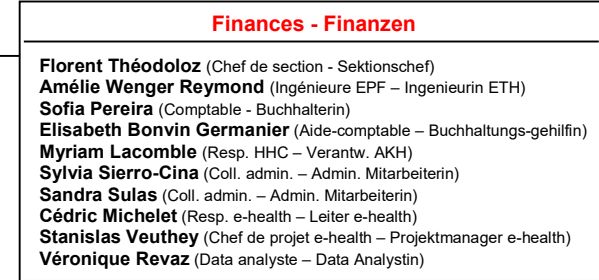 Finances - Finanzen
Florent Théodoloz (Chef de section - Sektionschef)
Amélie Wenger Reymond (Ingénieure EPF – Ingenieurin ETH)
Sofia Pereira (Comptable - Buchhalterin)
Elisabeth Bonvin Germanier (Aide-comptable – Buchhaltungs-gehilfin)
Myriam Lacomble (Resp. HHC – Verantw. AKH)
Sylvia Sierro-Cina (Coll. admin. – Admin. Mitarbeiterin)
Sandra Sulas (Coll. admin. – Admin. Mitarbeiterin)
Cédric Michelet (Resp. e-health – Leiter e-health)
Stanislas Veuthey (Chef de projet e-health – Projektmanager e-health)
Véronique Revaz (Data analyste – Data Analystin)